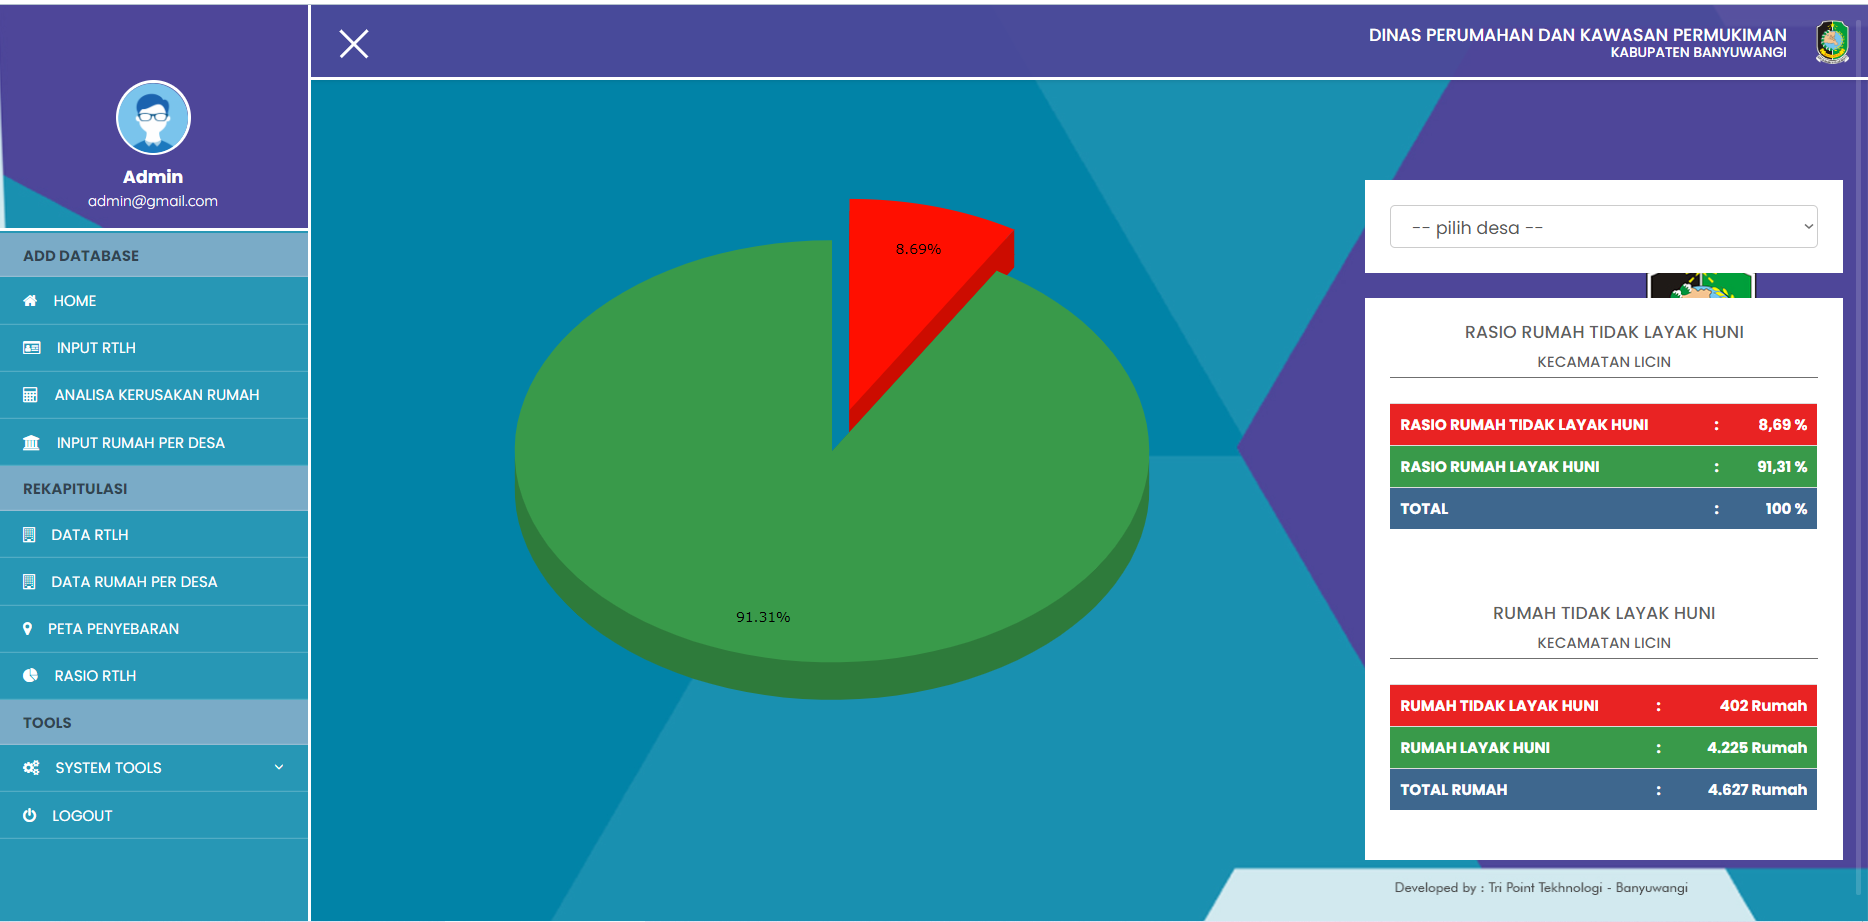 DINAS PERUMAHAN DAN KAWASAN PERMUKIMAN
KABUPATEN BANYUWANGI
Admin
admin@gmail.com
ADD DATABASE
HOME
INPUT RTLH
ANALISA KERUSAKAN RUMAH
INPUT RUMAH PER DESA
REKAPITULASI
DATA RTLH
DATA RUMAH PER DESA
PETA PENYEBARAN
RASIO RTLH
TOOLS
SYSTEM TOOLS
LOGOUT
8.69%
91.31%
-- pilih desa --
RASIO RUMAH TIDAK LAYAK HUNI
KECAMATAN LICIN
RASIO RUMAH TIDAK LAYAK HUNI : 8,69 %
RASIO RUMAH LAYAK HUNI : 91,31 %
TOTAL : 100 %
RUMAH TIDAK LAYAK HUNI
KECAMATAN LICIN
RUMAH TIDAK LAYAK HUNI : 402 Rumah
RUMAH LAYAK HUNI : 4.225 Rumah
TOTAL RUMAH : 4.627 Rumah
Developed by : Tri Point Tekhnologi - Banyuwangi